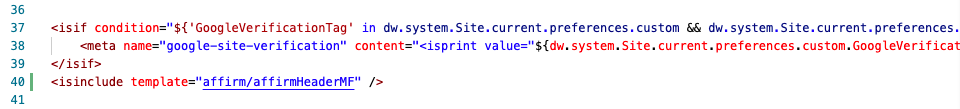 36
37 <isif condition="${'GoogleVerificationTag' in dw.system.Site.current.preferences.custom && dw.system.Site.current.preferences.
38 <meta name="google-site-verification" content="<isprint value="${dw.system.Site.current.preferences.custom.GoogleVerificat
39 </isif>
40 <isinclude template="affirm/affirmHeaderMF" />
41